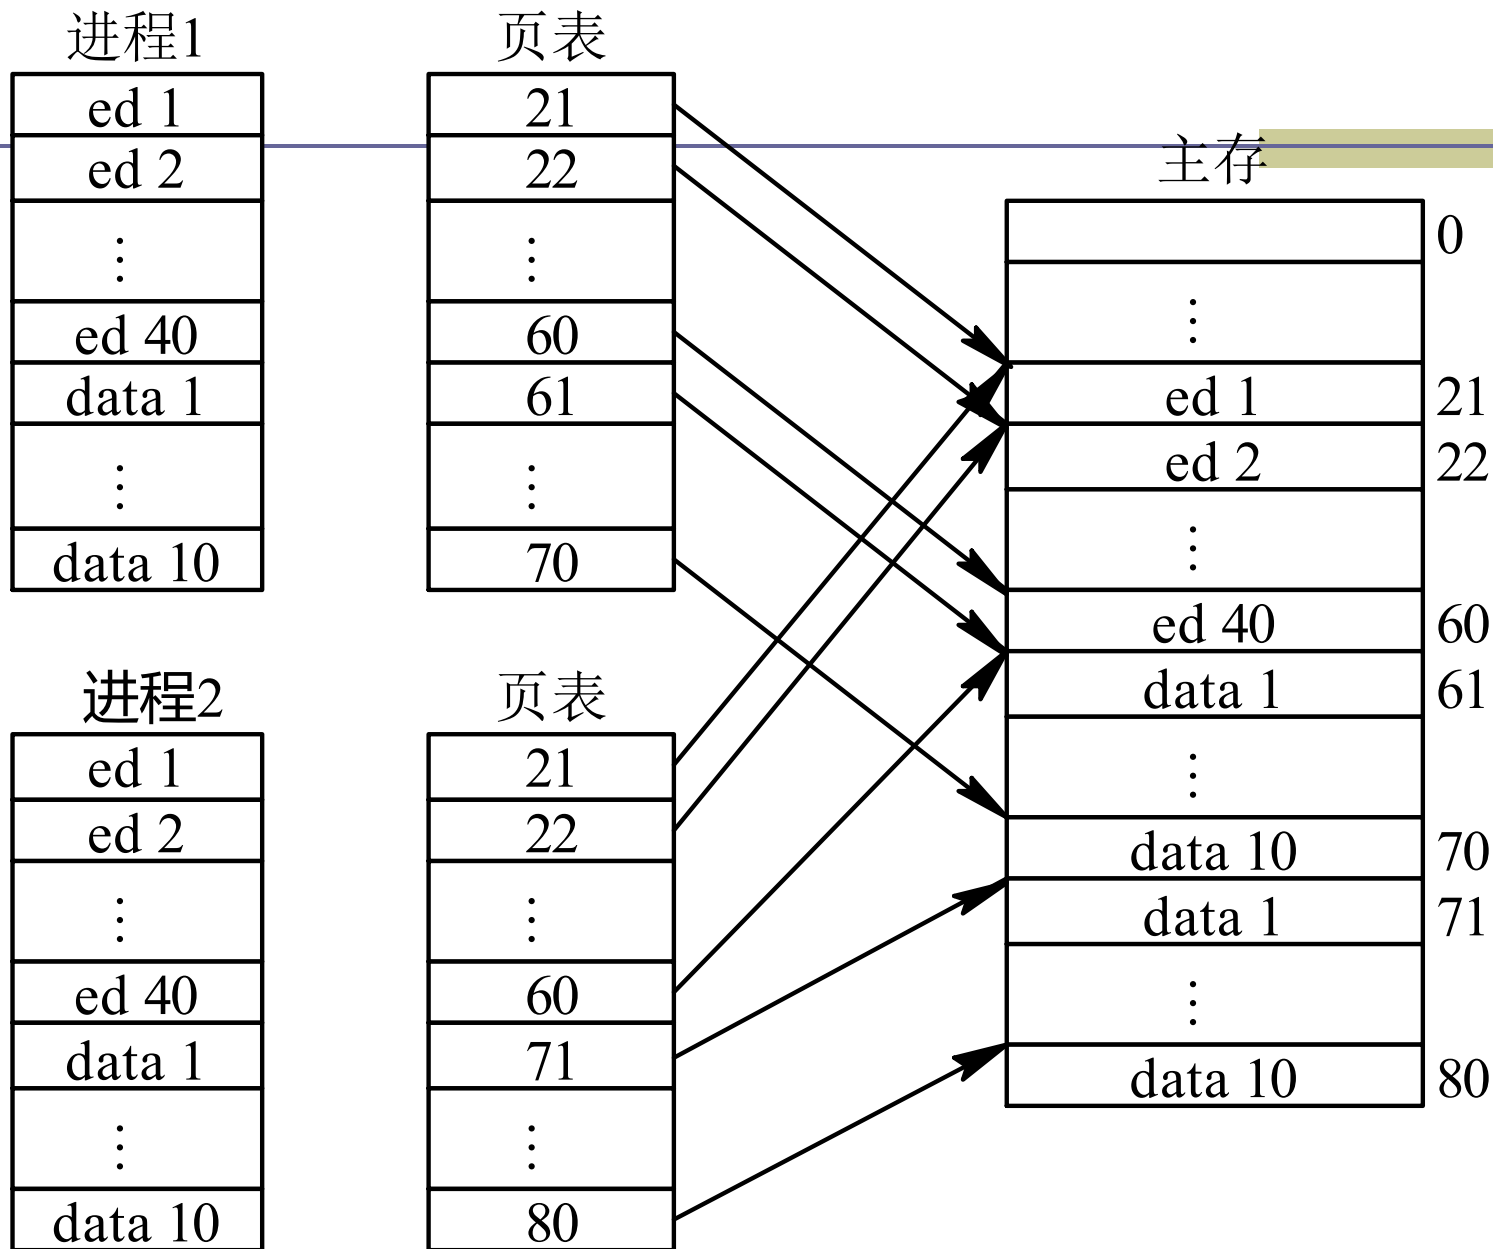 进程1
ed 1
ed 2
⋮
ed 40
data 1
⋮
data 10
页表
21
22
⋮
60
61
⋮
70
进程2
ed 1
ed 2
⋮
ed 40
data 1
⋮
data 10
页表
21
22
⋮
60
71
⋮
80
主存
0
⋮
ed 1 21
ed 2 22
⋮
ed 40 60
data 1 61
⋮
data 10 70
data 1 71
⋮
data 10 80